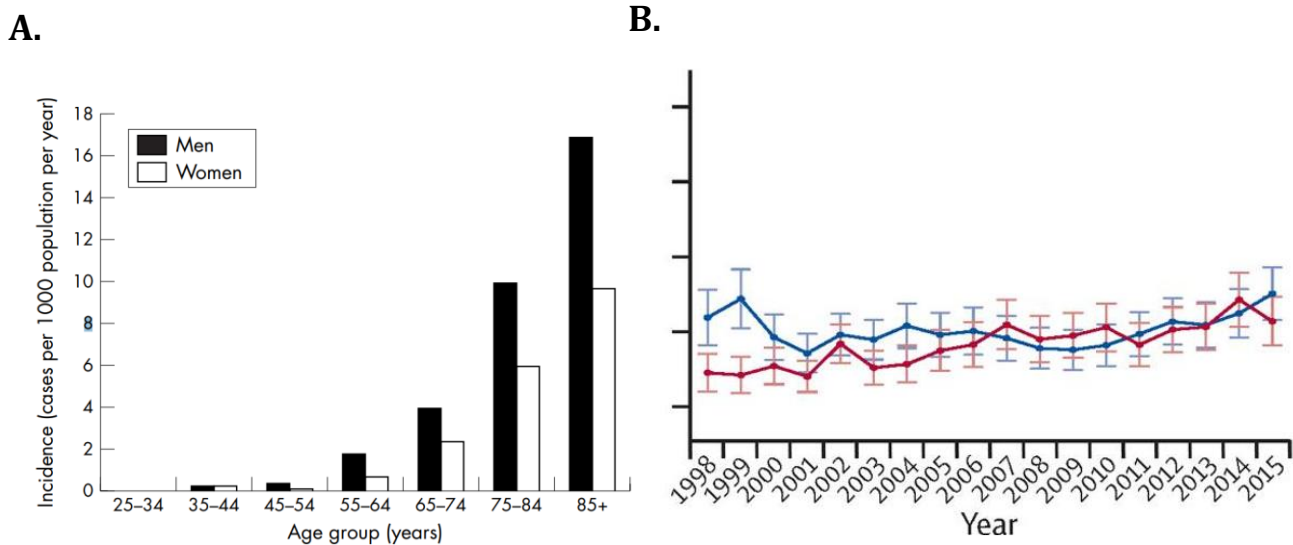 A.
B.
Incidence (cases per 1000 population per year)
18
16
14
12
10
8
6
4
2
0
Men
Women
25–34 35–44 45–54 55–64 65–74 75–84 85+
Age group (years)
1998 1999 2000 2001 2002 2003 2004 2005 2006 2007 2008 2009 2010 2011 2012 2013 2014 2015
Year